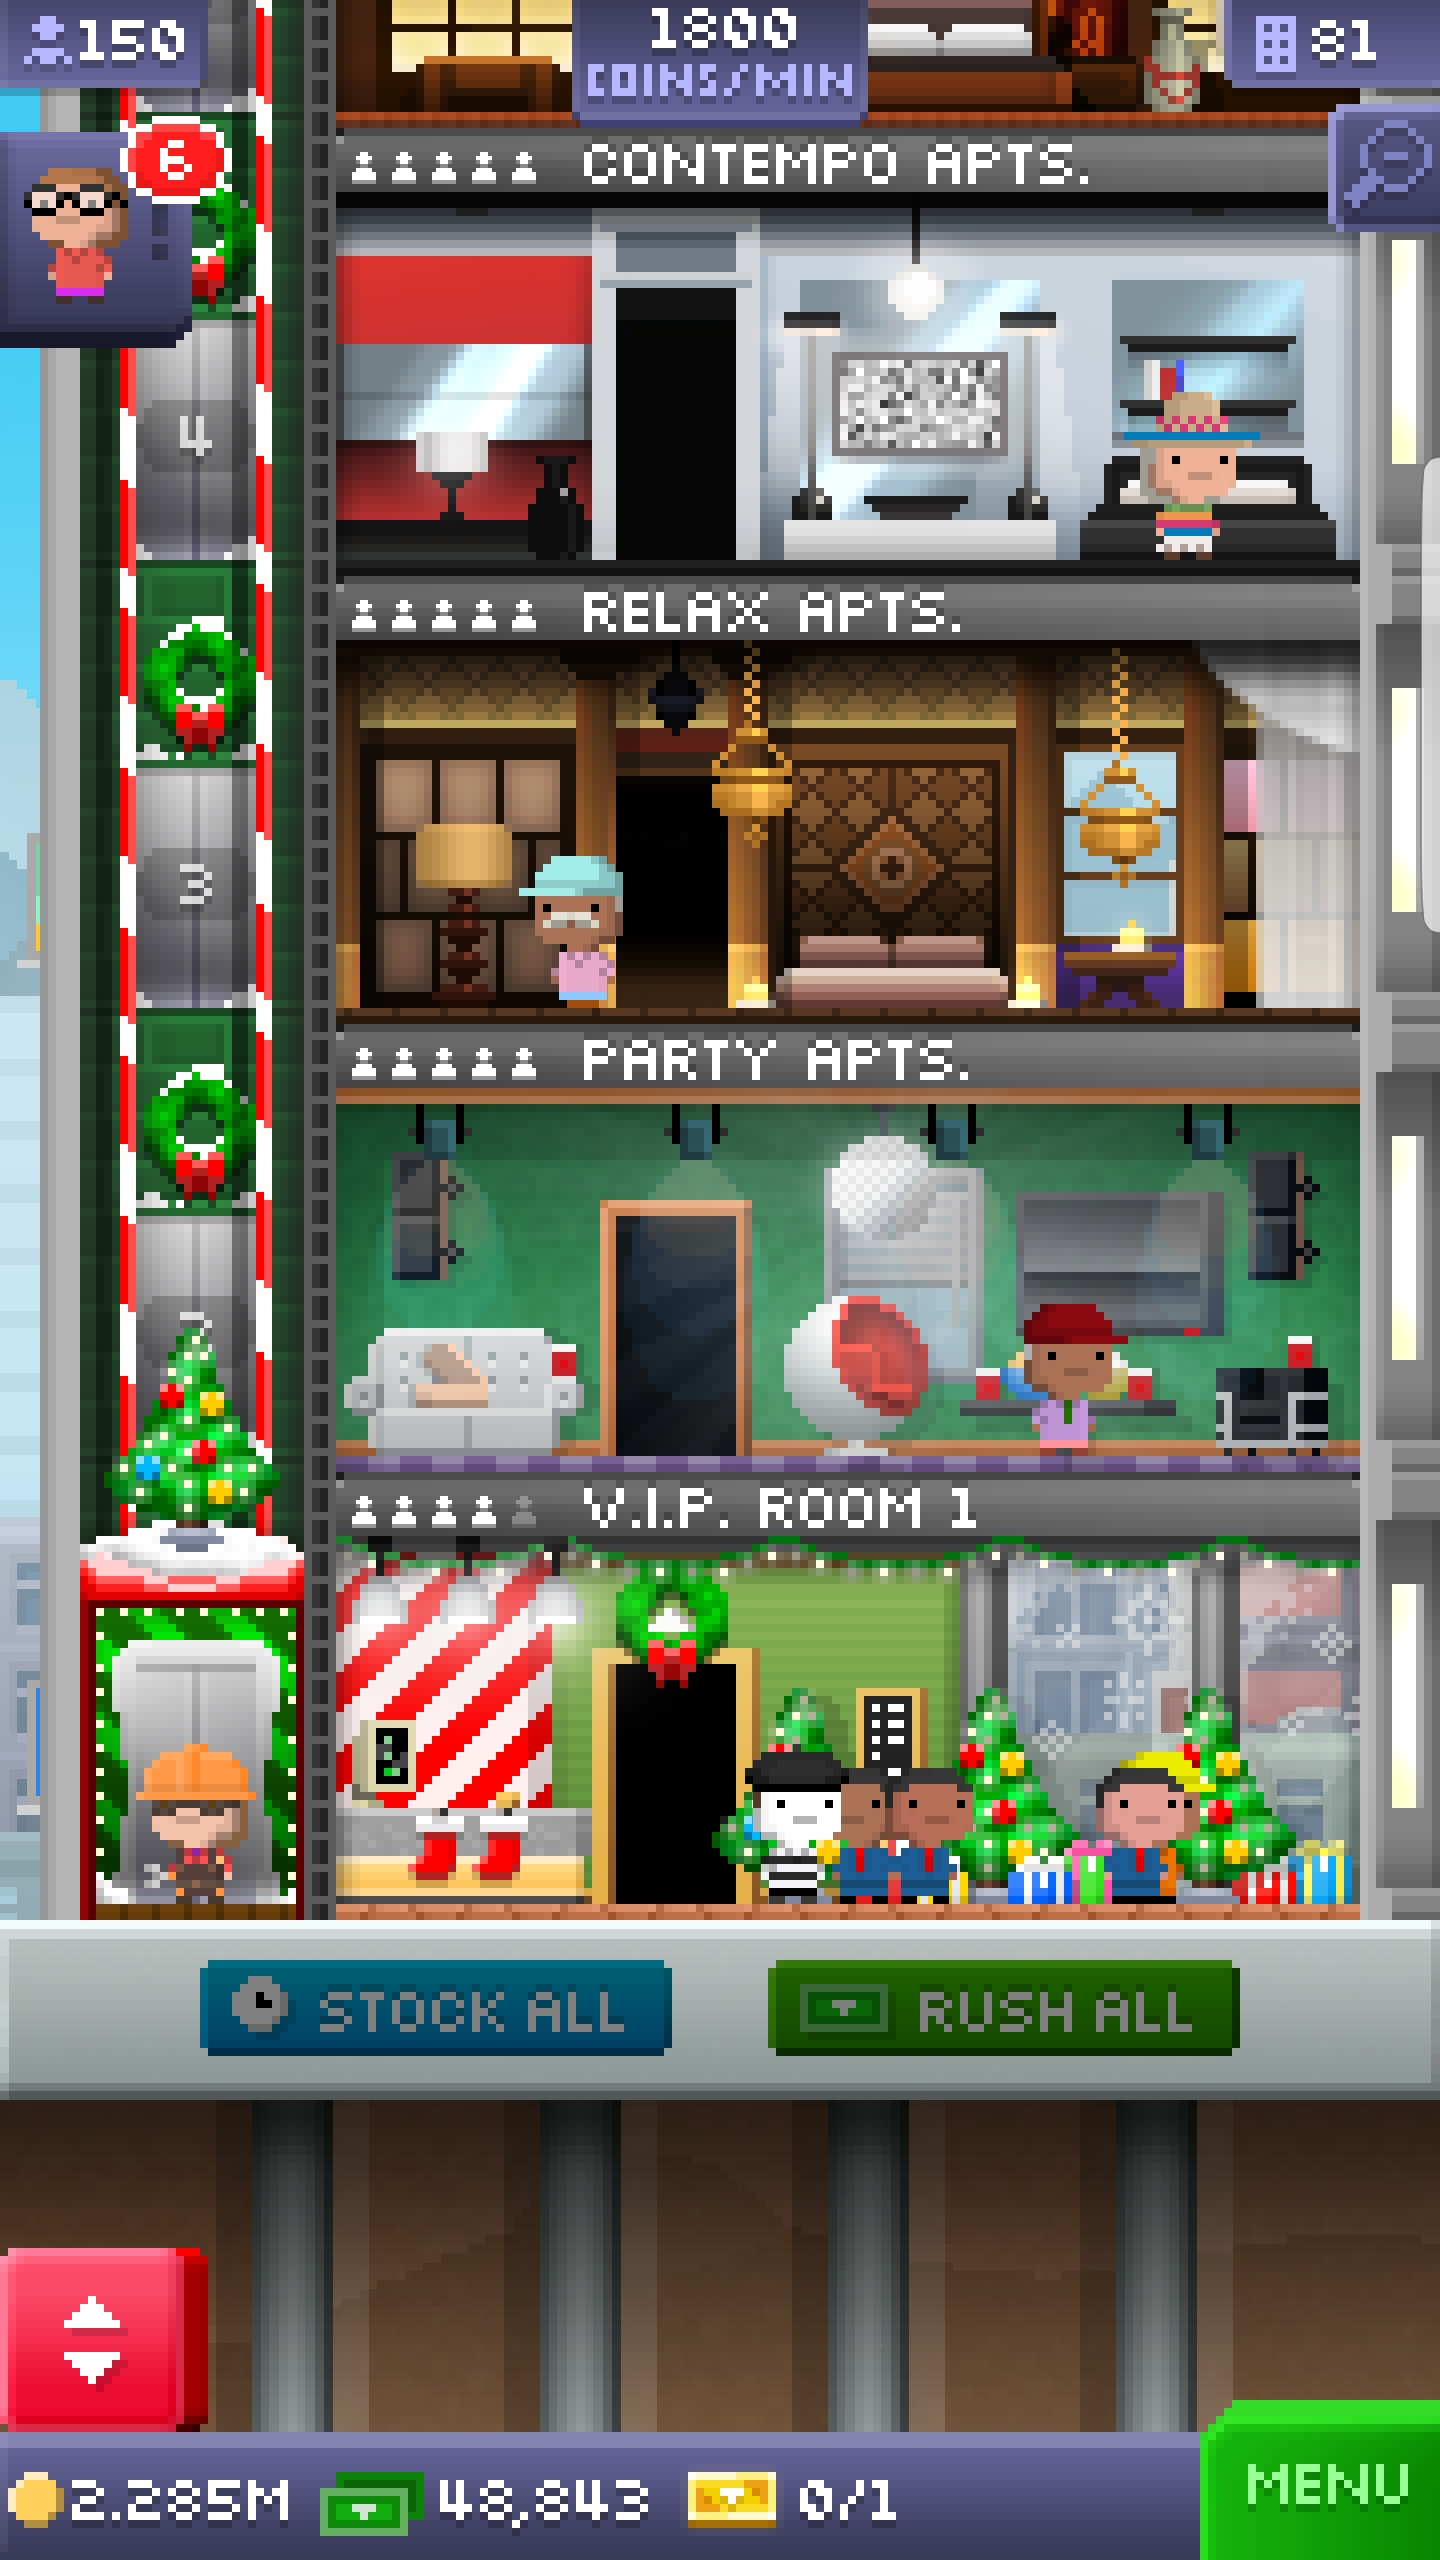 150
1800
COINS/MIN
81
6
CONTEMPO APTS.
4
RELAX APTS.
3
PARTY APTS.
V.I.P. ROOM 1
STOCK ALL
RUSH ALL
2.285M
48,843
0/1
MENU